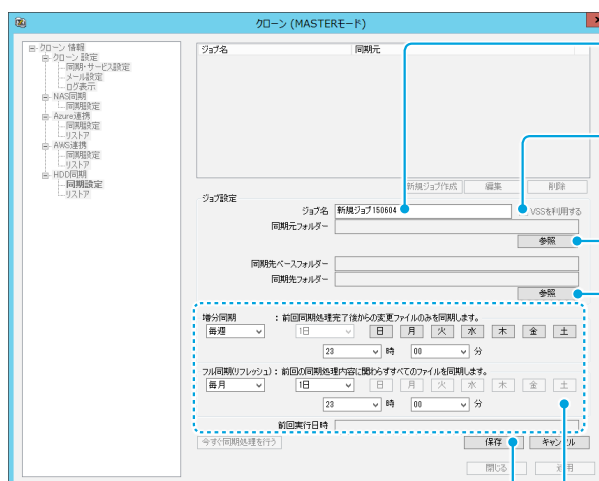 クローン (MASTERモード)
クローン 情報
クローン 設定
同期・サービス設定
メール設定
ログ表示
NAS同期
同期設定
Azure連携
同期設定
リストア
AWS連携
同期設定
リストア
HDD同期
同期設定
リストア
ジョブ名 同期元
新規ジョブ作成 編集 削除
ジョブ設定
ジョブ名 新規ジョブ150604 VSSを利用する
同期元フォルダー
参照
同期先ベースフォルダー
同期先フォルダー
参照
増分同期 : 前回同期処理完了後からの変更ファイルのみを同期します。
毎週 1日 日 月 火 水 木 金 土
23 時 00 分
フル同期(リフレッシュ) : 前回の同期処理内容に関わらずすべてのファイルを同期します。
毎月 1日 日 月 火 水 木 金 土
23 時 00 分
前回実行日時
今すぐ同期処理を行う 保存 キャンセル
閉じる 適用